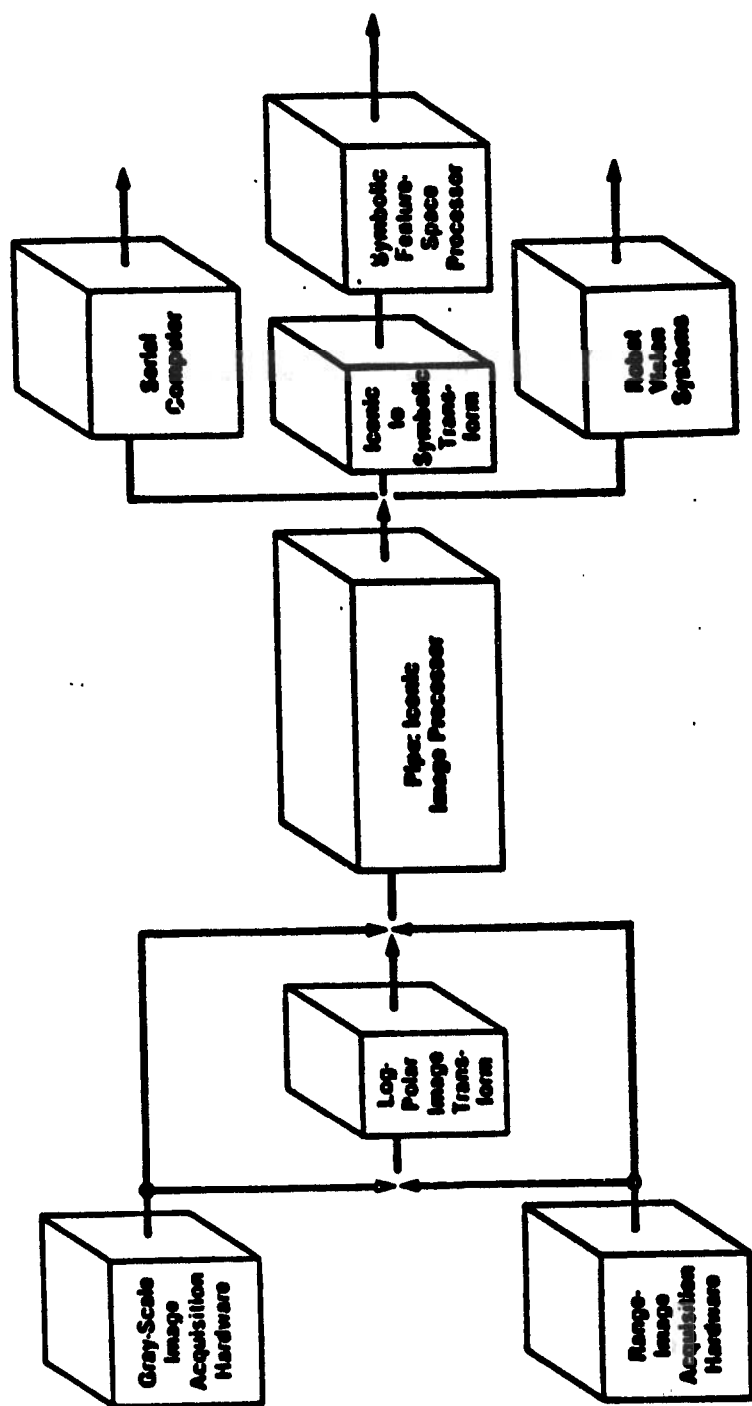 Gray-Scale
Image
Acquisition
Hardware
Range-
Image
Acquisition
Hardware
Log-
Polar
Image
Trans-
form
Pipe: Iconic
Image Processor
Serial
Computer
Iconic
to
Symbolic
Trans-
form
Symbolic
Feature-
Space
Processor
Robot
Vision
Systems